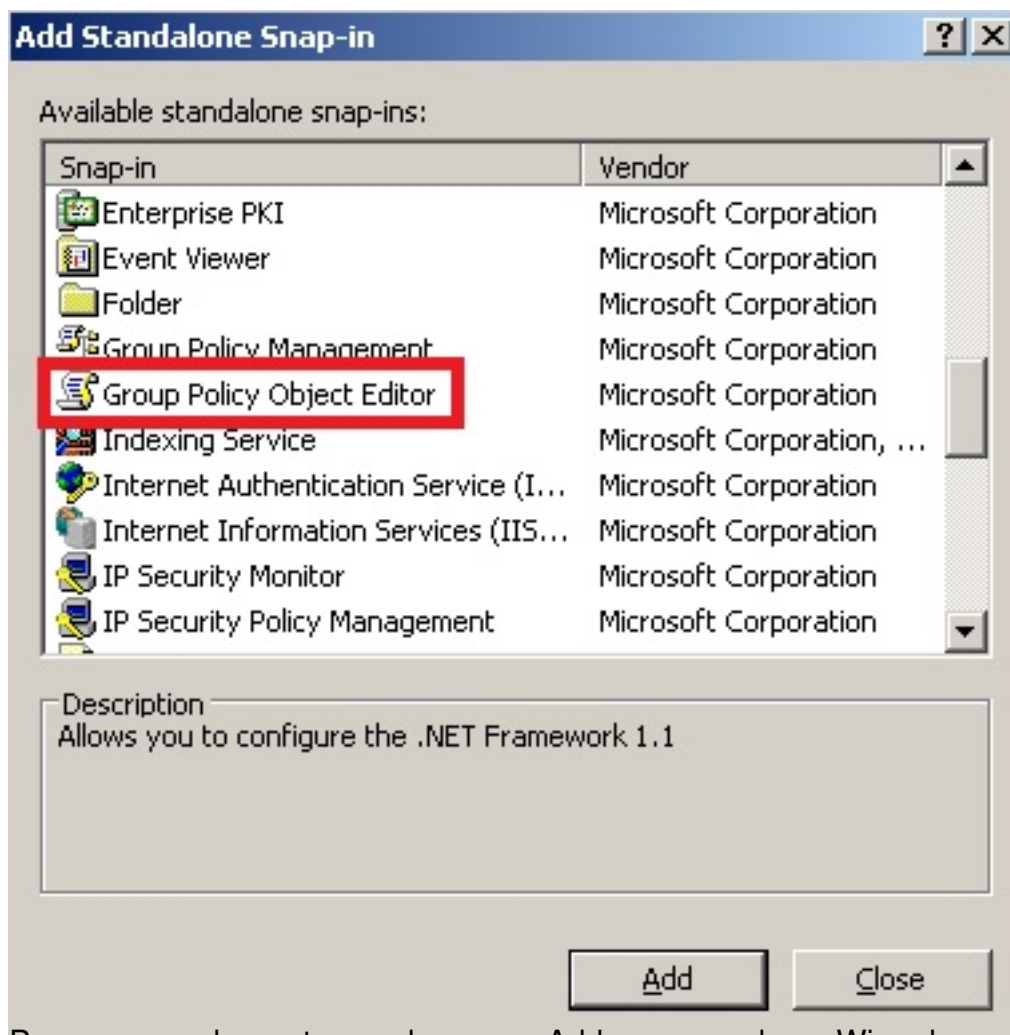 Add Standalone Snap-in
Available standalone snap-ins:
Snap-in Vendor
Enterprise PKI Microsoft Corporation
Event Viewer Microsoft Corporation
Folder Microsoft Corporation
Group Policy Management Microsoft Corporation
Group Policy Object Editor Microsoft Corporation
Indexing Service Microsoft Corporation, ...
Internet Authentication Service (I... Microsoft Corporation
Internet Information Services (IIS... Microsoft Corporation
IP Security Monitor Microsoft Corporation
IP Security Policy Management Microsoft Corporation
Description
Allows you to configure the .NET Framework 1.1
Add Close